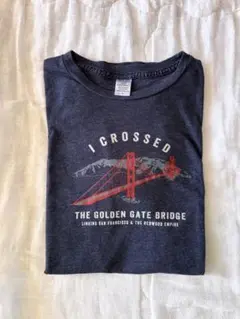 I CROSSED
THE GOLDEN GATE BRIDGE
LINKING SAN FRANCISCO & THE REDWOOD EMPIRE